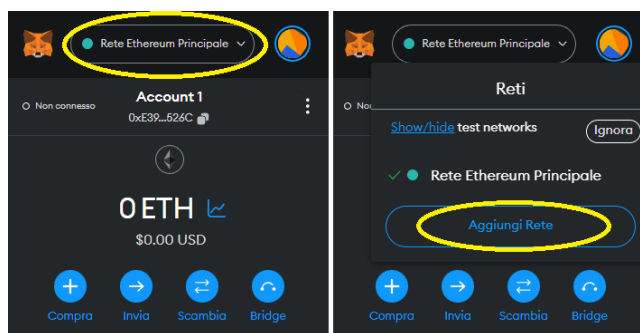 Rete Ethereum Principale
Non connesso
Account 1
0xE39...526C
0 ETH
$0.00 USD
Compra
Invia
Scambia
Bridge
Rete Ethereum Principale
Reti
Show/hide test networks
Ignora
Rete Ethereum Principale
Aggiungi Rete
Compra
Invia
Scambia
Bridge